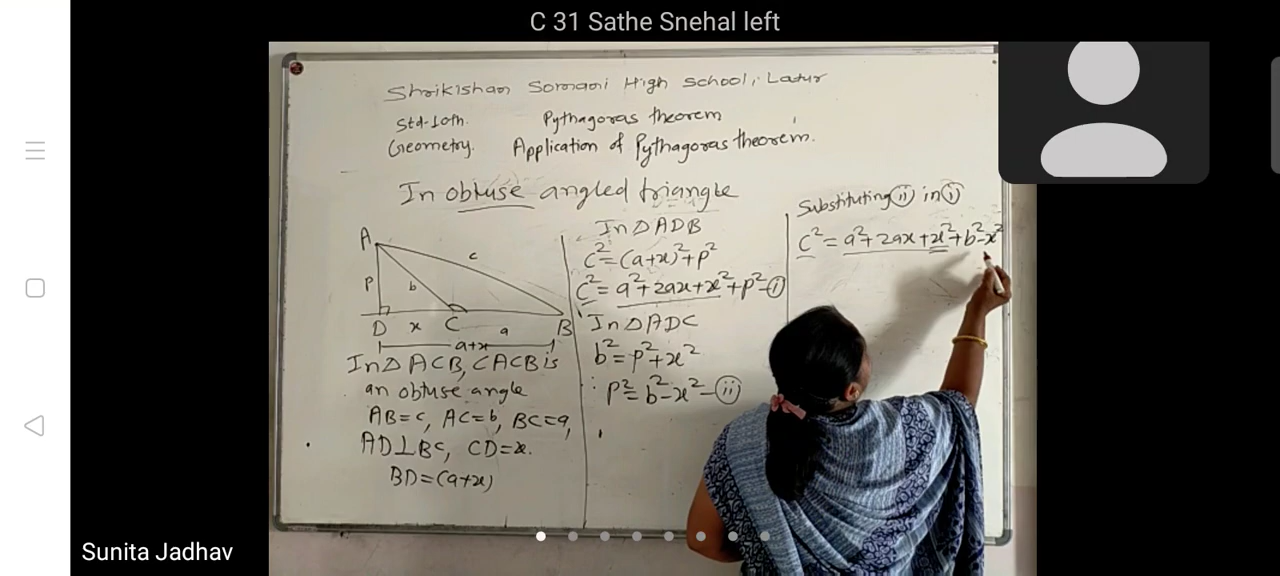 C 31 Sathe Snehal left
Shrikishan Somani High School, Latur
Std-10th. Pythagoras theorem
Geometry. Application of Pythagoras theorem.
In obtuse angled triangle
A
c
P
b
D x C a B
a+x
In △ ACB, ∠ACB is
an obtuse angle
AB=c, AC=b, BC=a,
AD⊥BC, CD=x.
BD=(a+x)
In △ ADB
c²=(a+x)²+p²
c²=a²+2ax+x²+p²–(i)
In △ ADC
b²=p²+x²
∴ p²=b²-x²–(ii)
Substituting (ii) in (i)
c²=a²+2ax+x²+b²-x²
Sunita Jadhav